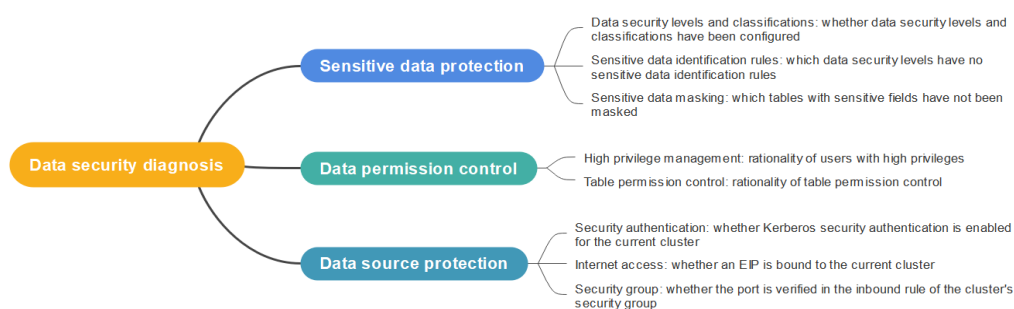 Data security diagnosis
Sensitive data protection
Data security levels and classifications: whether data security levels and
classifications have been configured
Sensitive data identification rules: which data security levels have no
sensitive data identification rules
Sensitive data masking: which tables with sensitive fields have not been
masked
Data permission control
High privilege management: rationality of users with high privileges
Table permission control: rationality of table permission control
Data source protection
Security authentication: whether Kerberos security authentication is enabled
for the current cluster
Internet access: whether an EIP is bound to the current cluster
Security group: whether the port is verified in the inbound rule of the cluster's
security group